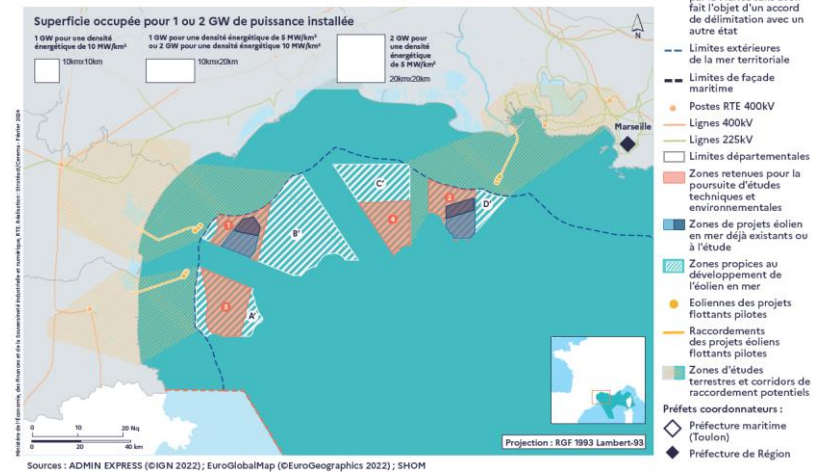 Superficie occupée pour 1 ou 2 GW de puissance installée
1 GW pour une densité
énergétique de 10 MW/km²
10kmx10km
1 GW pour une densité énergétique de 5 MW/km²
ou 2 GW pour une densité énergétique 10 MW/km²
10kmx20km
2 GW pour
une densité
énergétique
de 5 MW/km²
20kmx20km
N
Marseille
1
B'
C'
4
2
D'
3
A'
0 10 20 Nq
0 20 40 km
Projection : RGF 1993 Lambert-93
Sources : ADMIN EXPRESS (©IGN 2022) ; EuroGlobalMap (©EuroGeographics 2022) ; SHOM
fait l'objet d'un accord
de délimitation avec un
autre état
Limites extérieures
de la mer territoriale
Limites de façade
maritime
Postes RTE 400kV
Lignes 400kV
Lignes 225kV
Limites départementales
Zones retenues pour la
poursuite d'études
techniques et
environnementales
Zones de projets éolien
en mer déjà existants ou
à l'étude
Zones propices au
développement de
l'éolien en mer
Eoliennes des projets
flottants pilotes
Raccordements
des projets éoliens
flottants pilotes
Zones d'études
terrestres et corridors de
raccordement potentiels
Préfets coordonnateurs :
Préfecture maritime
(Toulon)
Préfecture de Région